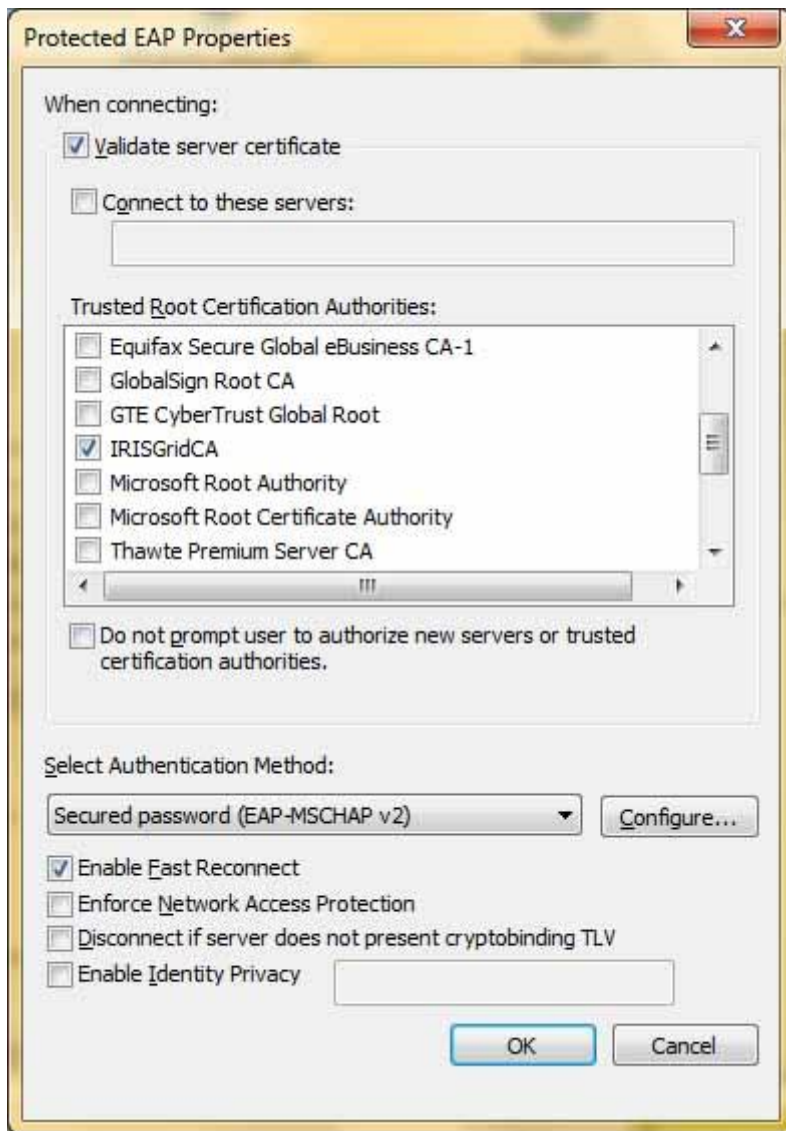 Protected EAP Properties
When connecting:
Validate server certificate
Connect to these servers:
Trusted Root Certification Authorities:
Equifax Secure Global eBusiness CA-1
GlobalSign Root CA
GTE CyberTrust Global Root
IRISGridCA
Microsoft Root Authority
Microsoft Root Certificate Authority
Thawte Premium Server CA
Do not prompt user to authorize new servers or trusted
certification authorities.
Select Authentication Method:
Secured password (EAP-MSCHAP v2)
Configure...
Enable Fast Reconnect
Enforce Network Access Protection
Disconnect if server does not present cryptobinding TLV
Enable Identity Privacy
OK
Cancel